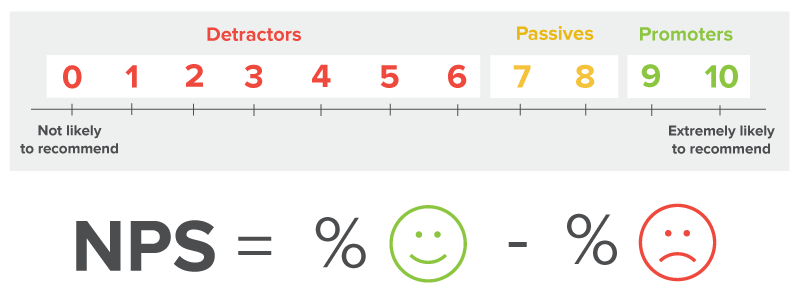 Detractors Passives Promoters
0 1 2 3 4 5 6 7 8 9 10
Not likely
to recommend
Extremely likely
to recommend
NPS = % - %